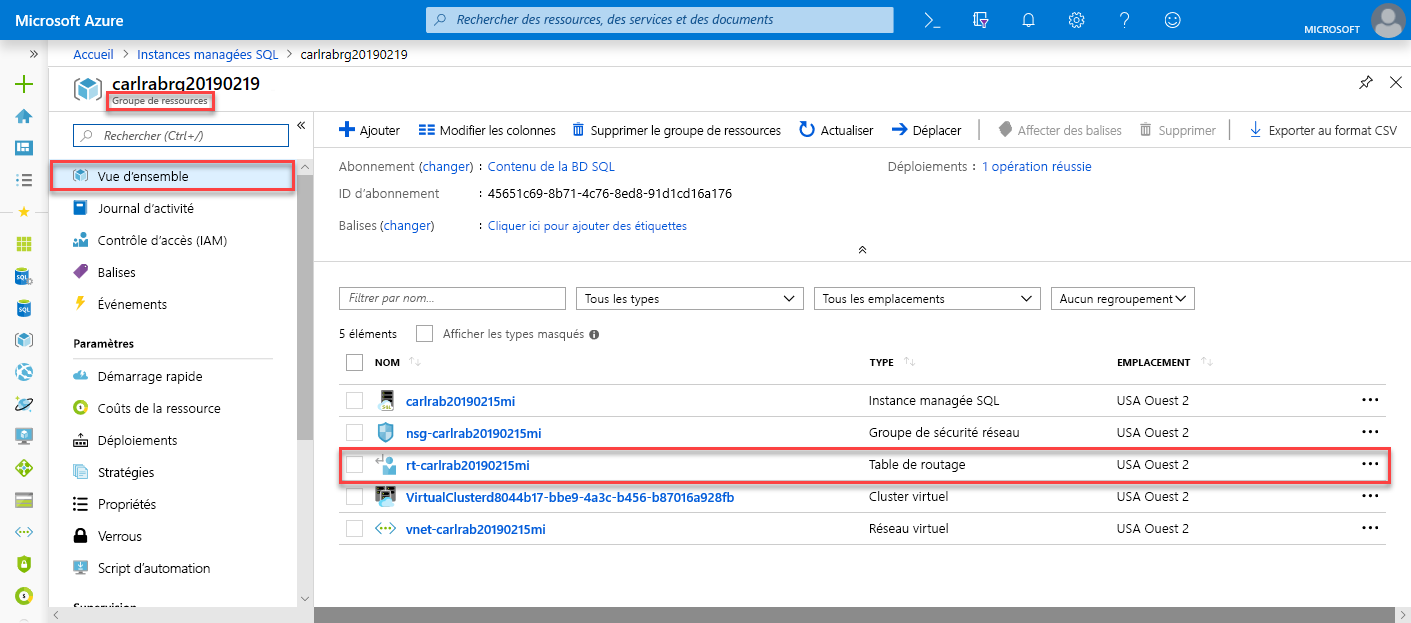 Microsoft Azure
Rechercher des ressources, des services et des documents
MICROSOFT
Accueil > Instances managées SQL > carlrabrg20190219
carlrabrg20190219
Groupe de ressources
Rechercher (Ctrl+/)
Vue d'ensemble
Journal d'activité
Contrôle d'accès (IAM)
Balises
Événements
Paramètres
Démarrage rapide
Coûts de la ressource
Déploiements
Stratégies
Propriétés
Verrous
Script d'automation
Supervision
Ajouter Modifier les colonnes Supprimer le groupe de ressources Actualiser Déplacer Affecter des balises Supprimer Exporter au format CSV
Abonnement (changer) : Contenu de la BD SQL Déploiements : 1 opération réussie
ID d'abonnement : 45651c69-8b71-4c76-8ed8-91d1cd16a176
Balises (changer) : Cliquer ici pour ajouter des étiquettes
Filtrer par nom... Tous les types Tous les emplacements Aucun regroupement
5 éléments Afficher les types masqués
NOM TYPE EMPLACEMENT
carlrab20190215mi Instance managée SQL USA Ouest 2
nsg-carlrab20190215mi Groupe de sécurité réseau USA Ouest 2
rt-carlrab20190215mi Table de routage USA Ouest 2
VirtualClusterd8044b17-bbe9-4a3c-b456-b87016a928fb Cluster virtuel USA Ouest 2
vnet-carlrab20190215mi Réseau virtuel USA Ouest 2